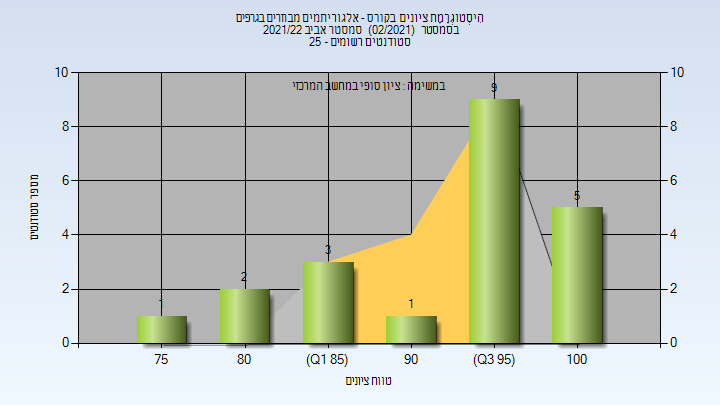 היסטוגרמת ציונים בקורס - אלגוריתמים מבוזרים בגרפים
בסמסטר (02/2021) סמסטר אביב 2021/22
סטודנטים רשומים - 25
במשימה : ציון סופי במחשב המרכזי
10 10
8 8
6 6
4 4
2 2
0 0
1 2 3 1 9 5
מספר סטודנטים
75 80 (Q1 85) 90 (Q3 95) 100
טווח ציונים